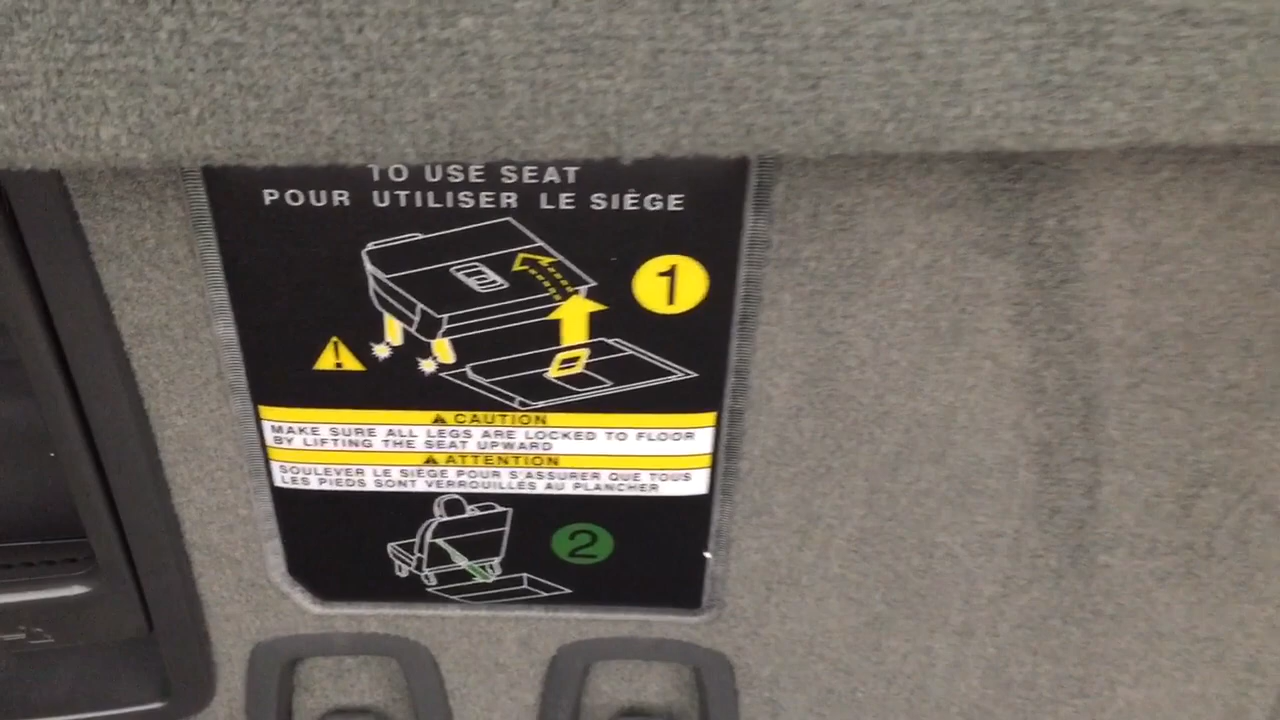 TO USE SEAT
POUR UTILISER LE SIÈGE
1
CAUTION
MAKE SURE ALL LEGS ARE LOCKED TO FLOOR
BY LIFTING THE SEAT UPWARD
ATTENTION
SOULEVER LE SIÈGE POUR S'ASSURER QUE TOUS
LES PIEDS SONT VERROUILLÉS AU PLANCHER
2